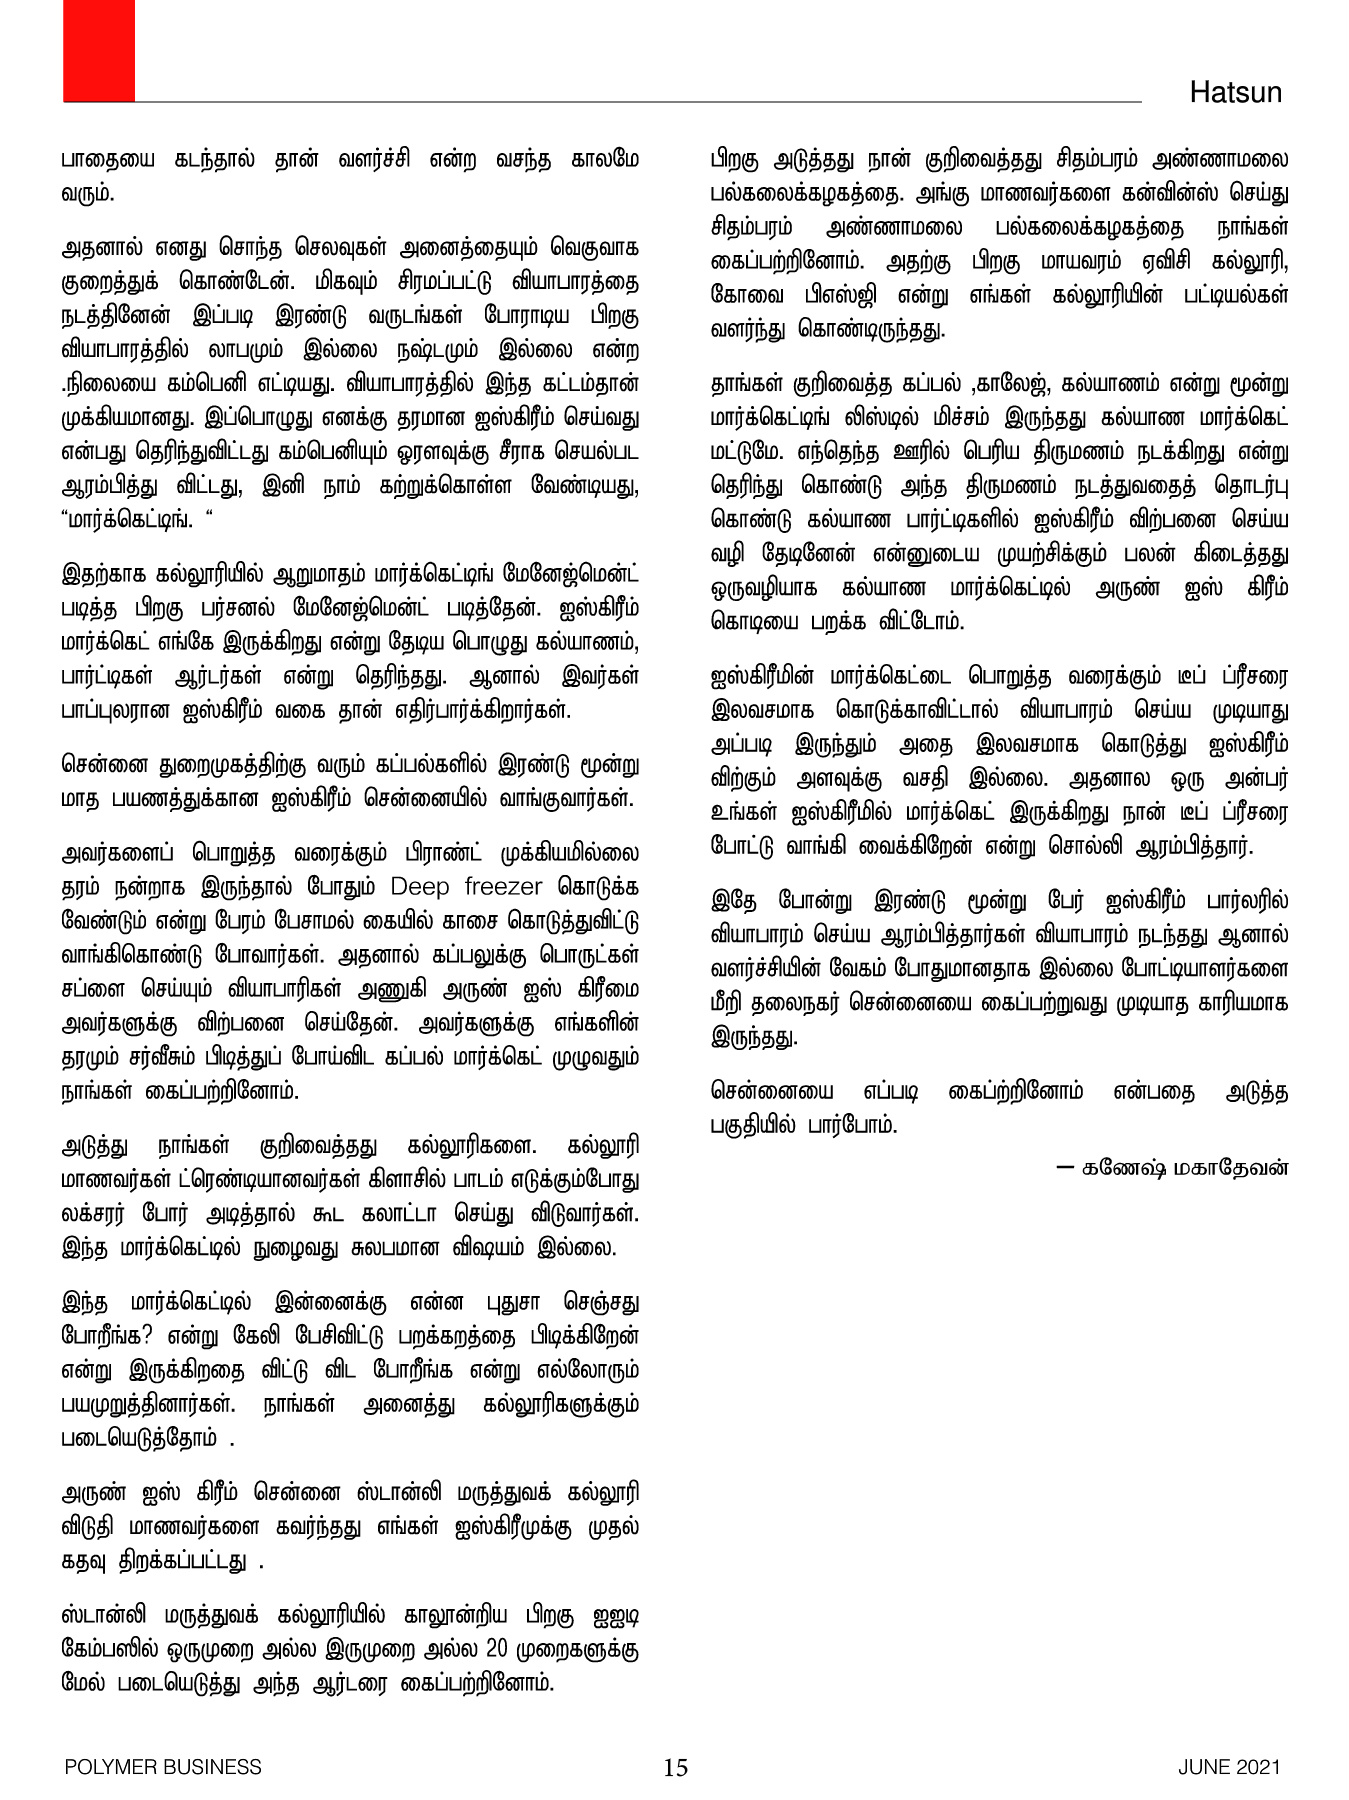 Hatsun
பாதையை கடந்தால் தான் வளர்ச்சி என்ற வசந்த காலமே
வரும்.
அதனால் எனது சொந்த செலவுகள் அனைத்தையும் வெகுவாக
குறைத்துக் கொண்டேன். மிகவும் சிரமப்பட்டு வியாபாரத்தை
நடத்தினேன் இப்படி இரண்டு வருடங்கள் போராடிய பிறகு
வியாபாரத்தில் லாபமும் இல்லை நஷ்டமும் இல்லை என்ற
.நிலையை கம்பெனி எட்டியது. வியாபாரத்தில் இந்த கட்டம்தான்
முக்கியமானது. இப்பொழுது எனக்கு தரமான ஐஸ்கிரீம் செய்வது
என்பது தெரிந்துவிட்டது கம்பெனியும் ஒரளவுக்கு சீராக செயல்பட
ஆரம்பித்து விட்டது, இனி நாம் கற்றுக்கொள்ள வேண்டியது,
“மார்க்கெட்டிங். “
இதற்காக கல்லூரியில் ஆறுமாதம் மார்க்கெட்டிங் மேனேஜ்மென்ட்
படித்த பிறகு பர்சனல் மேனேஜ்மென்ட் படித்தேன். ஐஸ்கிரீம்
மார்க்கெட் எங்கே இருக்கிறது என்று தேடிய பொழுது கல்யாணம்,
பார்ட்டிகள் ஆர்டர்கள் என்று தெரிந்தது. ஆனால் இவர்கள்
பாப்புலரான ஐஸ்கிரீம் வகை தான் எதிர்பார்க்கிறார்கள்.
சென்னை துறைமுகத்திற்கு வரும் கப்பல்களில் இரண்டு மூன்று
மாத பயணத்துக்கான ஐஸ்கிரீம் சென்னையில் வாங்குவார்கள்.
அவர்களைப் பொறுத்த வரைக்கும் பிராண்ட் முக்கியமில்லை
தரம் நன்றாக இருந்தால் போதும் Deep freezer கொடுக்க
வேண்டும் என்று பேரம் பேசாமல் கையில் காசை கொடுத்துவிட்டு
வாங்கிகொண்டு போவார்கள். அதனால் கப்பலுக்கு பொருட்கள்
சப்ளை செய்யும் வியாபாரிகள் அணுகி அருண் ஐஸ் கிரீமை
அவர்களுக்கு விற்பனை செய்தேன். அவர்களுக்கு எங்களின்
தரமும் சர்வீசும் பிடித்துப் போய்விட கப்பல் மார்க்கெட் முழுவதும்
நாங்கள் கைப்பற்றினோம்.
அடுத்து நாங்கள் குறிவைத்தது கல்லூரிகளை. கல்லூரி
மாணவர்கள் ட்ரெண்டியானவர்கள் கிளாசில் பாடம் எடுக்கும்போது
லக்சரர் போர் அடித்தால் கூட கலாட்டா செய்து விடுவார்கள்.
இந்த மார்க்கெட்டில் நுழைவது சுலபமான விஷயம் இல்லை.
இந்த மார்க்கெட்டில் இன்னைக்கு என்ன புதுசா செஞ்சது
போறீங்க? என்று கேலி பேசிவிட்டு பறக்கறத்தை பிடிக்கிறேன்
என்று இருக்கிறதை விட்டு விட போறீங்க என்று எல்லோரும்
பயமுறுத்தினார்கள். நாங்கள் அனைத்து கல்லூரிகளுக்கும்
படையெடுத்தோம் .
அருண் ஐஸ் கிரீம் சென்னை ஸ்டான்லி மருத்துவக் கல்லூரி
விடுதி மாணவர்களை கவர்ந்தது எங்கள் ஐஸ்கிரீமுக்கு முதல்
கதவு திறக்கப்பட்டது .
ஸ்டான்லி மருத்துவக் கல்லூரியில் காலூன்றிய பிறகு ஐஐடி
கேம்பஸில் ஒருமுறை அல்ல இருமுறை அல்ல 20 முறைகளுக்கு
மேல் படையெடுத்து அந்த ஆர்டரை கைப்பற்றினோம்.
பிறகு அடுத்தது நான் குறிவைத்தது சிதம்பரம் அண்ணாமலை
பல்கலைக்கழகத்தை. அங்கு மாணவர்களை கன்வின்ஸ் செய்து
சிதம்பரம் அண்ணாமலை பல்கலைக்கழகத்தை நாங்கள்
கைப்பற்றினோம். அதற்கு பிறகு மாயவரம் ஏவிசி கல்லூரி,
கோவை பிஎஸ்ஜி என்று எங்கள் கல்லூரியின் பட்டியல்கள்
வளர்ந்து கொண்டிருந்தது.
தாங்கள் குறிவைத்த கப்பல் ,காலேஜ், கல்யாணம் என்று மூன்று
மார்க்கெட்டிங் லிஸ்டில் மிச்சம் இருந்தது கல்யாண மார்க்கெட்
மட்டுமே. எந்தெந்த ஊரில் பெரிய திருமணம் நடக்கிறது என்று
தெரிந்து கொண்டு அந்த திருமணம் நடத்துவதைத் தொடர்பு
கொண்டு கல்யாண பார்ட்டிகளில் ஐஸ்கிரீம் விற்பனை செய்ய
வழி தேடினேன் என்னுடைய முயற்சிக்கும் பலன் கிடைத்தது
ஒருவழியாக கல்யாண மார்க்கெட்டில் அருண் ஐஸ் கிரீம்
கொடியை பறக்க விட்டோம்.
ஐஸ்கிரீமின் மார்க்கெட்டை பொறுத்த வரைக்கும் டீப் ப்ரீசரை
இலவசமாக கொடுக்காவிட்டால் வியாபாரம் செய்ய முடியாது
அப்படி இருந்தும் அதை இலவசமாக கொடுத்து ஐஸ்கிரீம்
விற்கும் அளவுக்கு வசதி இல்லை. அதனால ஒரு அன்பர்
உங்கள் ஐஸ்கிரீமில் மார்க்கெட் இருக்கிறது நான் டீப் ப்ரீசரை
போட்டு வாங்கி வைக்கிறேன் என்று சொல்லி ஆரம்பித்தார்.
இதே போன்று இரண்டு மூன்று பேர் ஐஸ்கிரீம் பார்லரில்
வியாபாரம் செய்ய ஆரம்பித்தார்கள் வியாபாரம் நடந்தது ஆனால்
வளர்ச்சியின் வேகம் போதுமானதாக இல்லை போட்டியாளர்களை
மீறி தலைநகர் சென்னையை கைப்பற்றுவது முடியாத காரியமாக
இருந்தது.
சென்னையை எப்படி கைப்ற்றினோம் என்பதை அடுத்த
பகுதியில் பார்போம்.
– கணேஷ் மகாதேவன்
POLYMER BUSINESS
15
JUNE 2021